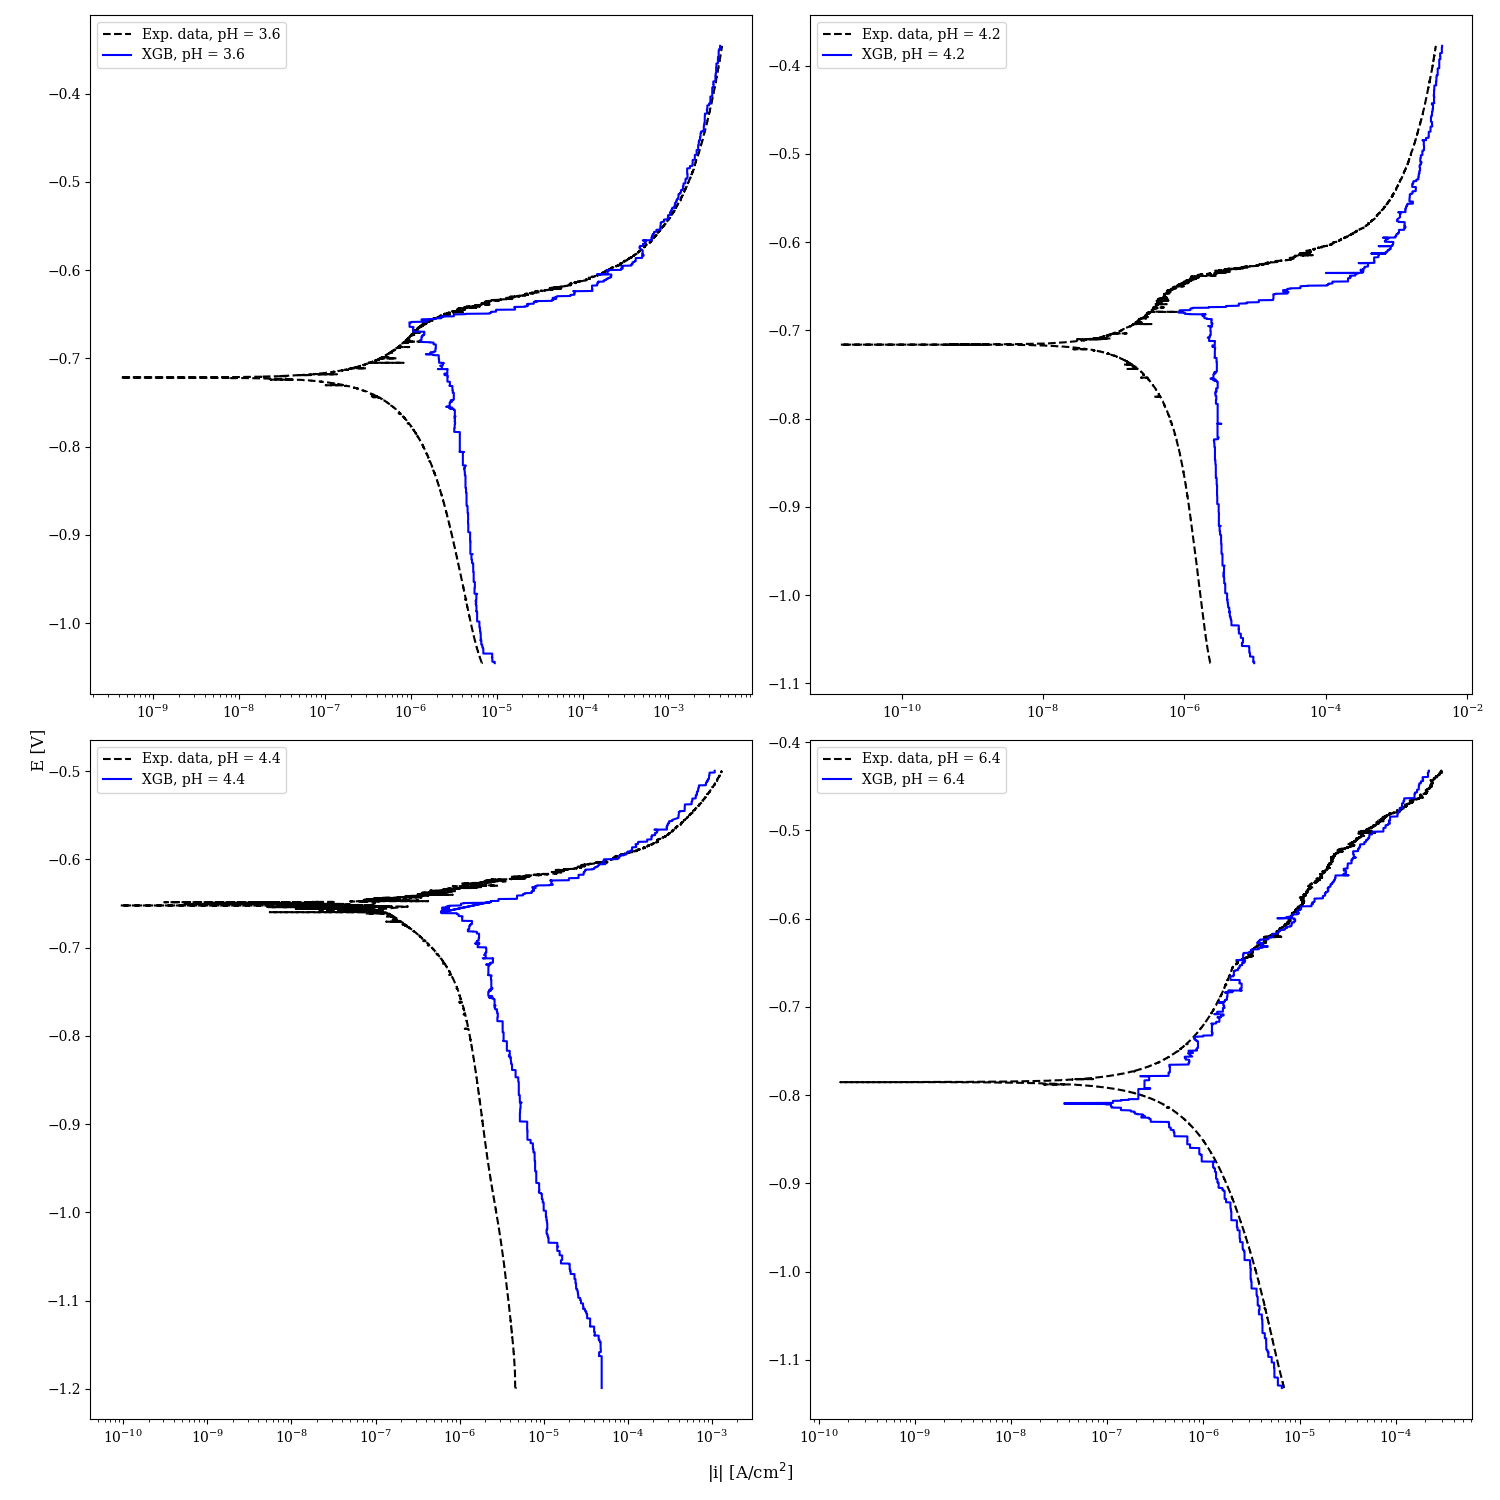 Exp. data, pH = 3.6
XGB, pH = 3.6
−0.4
−0.5
−0.6
−0.7
−0.8
−0.9
−1.0
10⁻⁹ 10⁻⁸ 10⁻⁷ 10⁻⁶ 10⁻⁵ 10⁻⁴ 10⁻³
Exp. data, pH = 4.2
XGB, pH = 4.2
−0.4
−0.5
−0.6
−0.7
−0.8
−0.9
−1.0
−1.1
10⁻¹⁰ 10⁻⁸ 10⁻⁶ 10⁻⁴ 10⁻²
E [V]
Exp. data, pH = 4.4
XGB, pH = 4.4
−0.5
−0.6
−0.7
−0.8
−0.9
−1.0
−1.1
−1.2
10⁻¹⁰ 10⁻⁹ 10⁻⁸ 10⁻⁷ 10⁻⁶ 10⁻⁵ 10⁻⁴ 10⁻³
Exp. data, pH = 6.4
XGB, pH = 6.4
−0.4
−0.5
−0.6
−0.7
−0.8
−0.9
−1.0
−1.1
10⁻¹⁰ 10⁻⁹ 10⁻⁸ 10⁻⁷ 10⁻⁶ 10⁻⁵ 10⁻⁴
|i| [A/cm²]